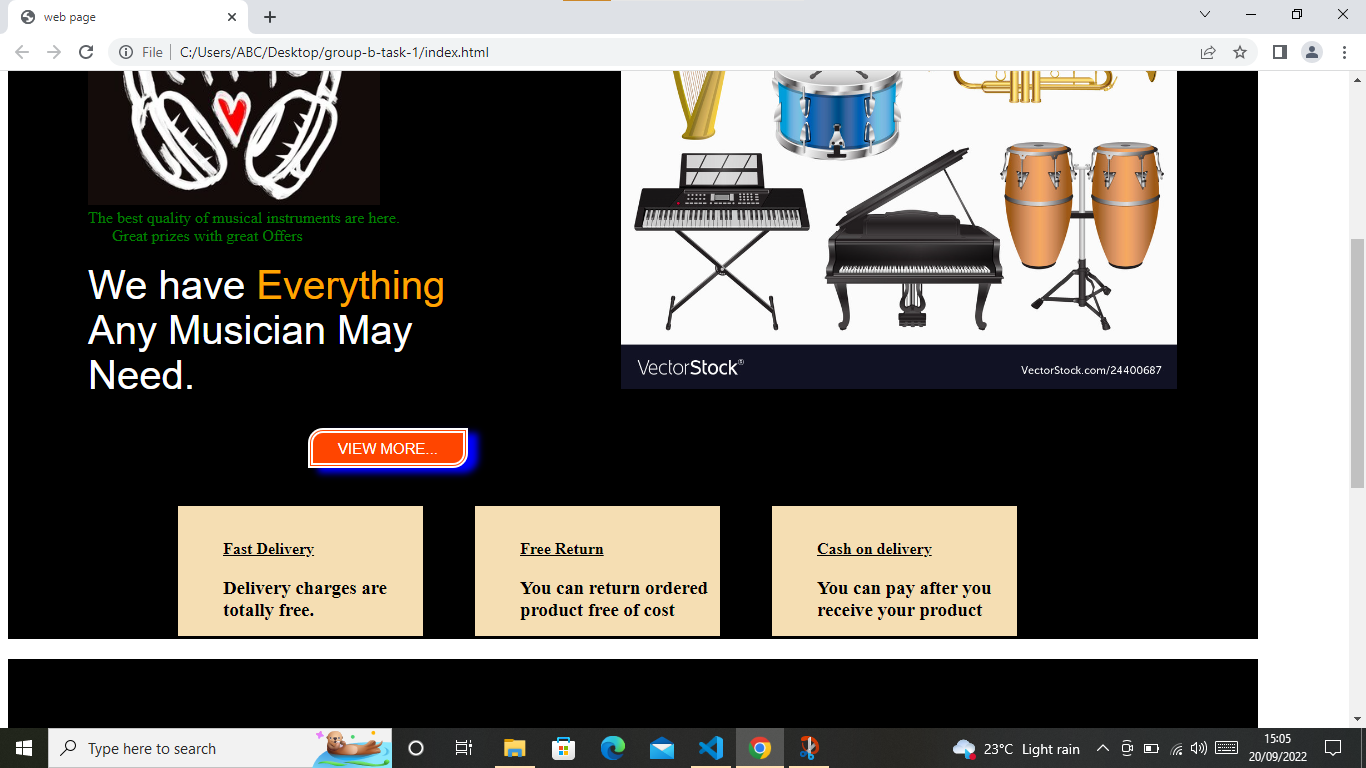 web page
File
C:/Users/ABC/Desktop/group-b-task-1/index.html
The best quality of musical instruments are here.
Great prizes with great Offers
We have Everything
Any Musician May
Need.
VectorStock®
VectorStock.com/24400687
VIEW MORE...
Fast Delivery
Delivery charges are
totally free.
Free Return
You can return ordered
product free of cost
Cash on delivery
You can pay after you
receive your product
Type here to search
23°C Light rain
15:05
20/09/2022